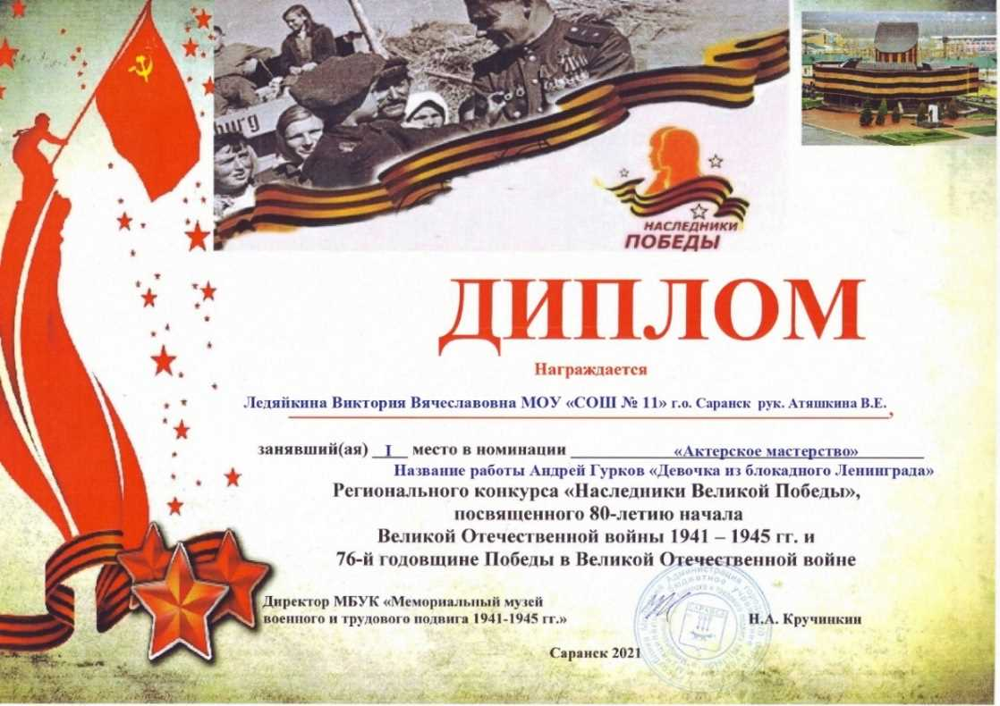 НАСЛЕДНИКИ
ПОБЕДЫ
ДИПЛОМ
Награждается
Ледяйкина Виктория Вячеславовна МОУ «СОШ № 11» г.о. Саранск рук. Атяшкина В.Е.
,
занявший(ая) I место в номинации «Актерское мастерство»
Название работы Андрей Гурков «Девочка из блокадного Ленинграда»
Регионального конкурса «Наследники Великой Победы»,
посвященного 80-летию начала
Великой Отечественной войны 1941 – 1945 гг. и
76-й годовщине Победы в Великой Отечественной войне
Директор МБУК «Мемориальный музей
военного и трудового подвига 1941-1945 гг.»
Н.А. Кручинкин
САРАНСК
Саранск 2021